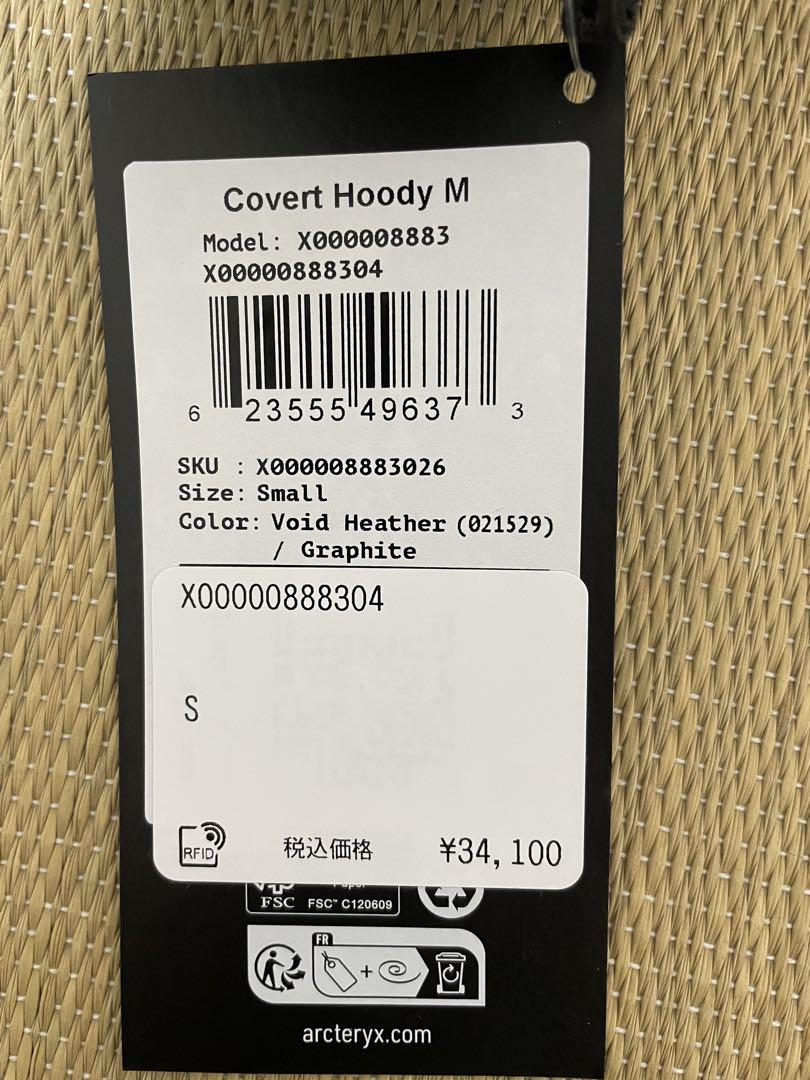 Covert Hoody M
Model: X000008883
X00000888304
6 23555 49637 3
SKU : X000008883026
Size: Small
Color: Void Heather (021529)
/ Graphite
X00000888304
S
RFID 税込価格 ¥34,100
FSC FSC™ C120609
FR
+
arcteryx.com